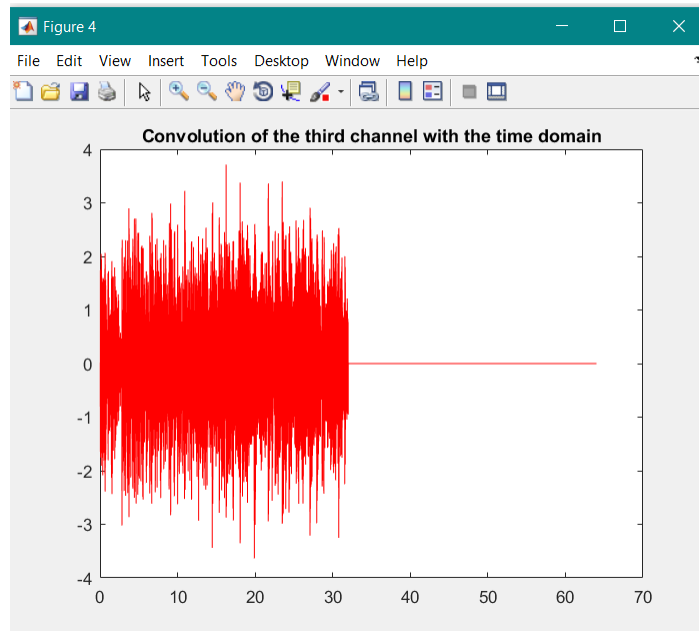 Figure 4
File Edit View Insert Tools Desktop Window Help
Convolution of the third channel with the time domain
4
3
2
1
0
-1
-2
-3
-4
0 10 20 30 40 50 60 70